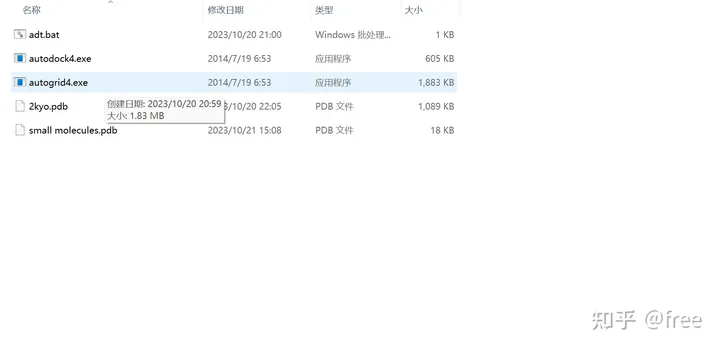 名称 修改日期 类型 大小
adt.bat 2023/10/20 21:00 Windows 批处理... 1 KB
autodock4.exe 2014/7/19 6:53 应用程序 605 KB
autogrid4.exe 2014/7/19 6:53 应用程序 1,883 KB
2kyo.pdb 2023/10/20 22:05 PDB 文件 1,089 KB
创建日期: 2023/10/20 20:59
大小: 1.83 MB
small molecules.pdb 2023/10/21 15:08 PDB 文件 18 KB
知乎 @free